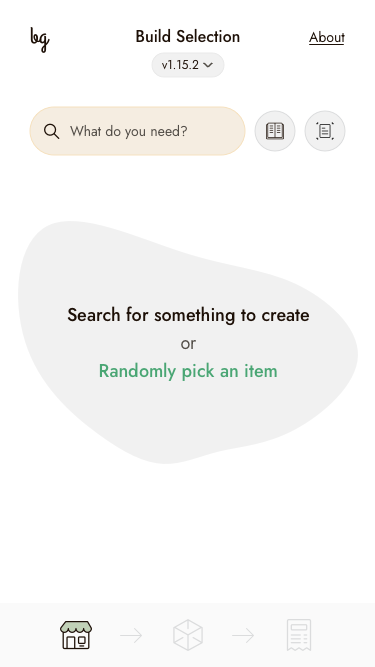 bg
Build Selection
About
v1.15.2
What do you need?
Search for something to create
or
Randomly pick an item